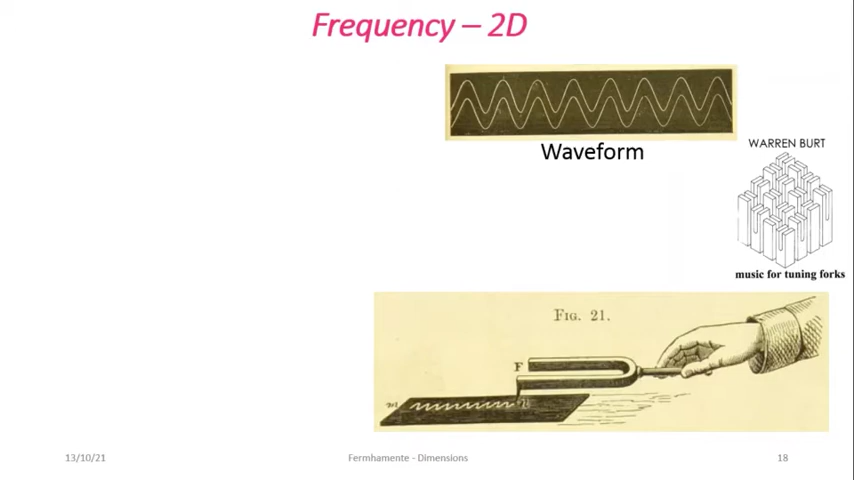 Frequency – 2D
Waveform
WARREN BURT
music for tuning forks
FIG. 21.
F
m
13/10/21
Fermhamente - Dimensions
18